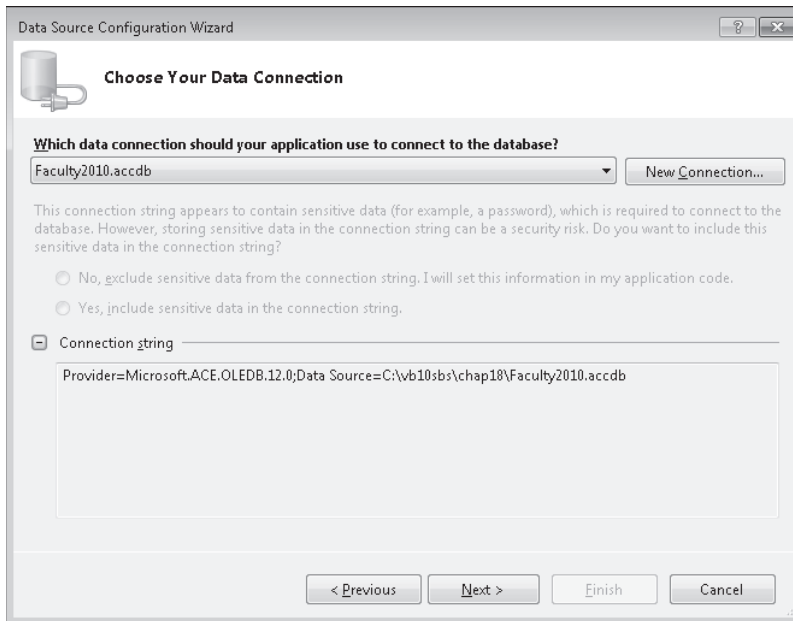 Data Source Configuration Wizard
Choose Your Data Connection
Which data connection should your application use to connect to the database?
Faculty2010.accdb
New Connection...
This connection string appears to contain sensitive data (for example, a password), which is required to connect to the
database. However, storing sensitive data in the connection string can be a security risk. Do you want to include this
sensitive data in the connection string?
No, exclude sensitive data from the connection string. I will set this information in my application code.
Yes, include sensitive data in the connection string.
Connection string
Provider=Microsoft.ACE.OLEDB.12.0;Data Source=C:\vb10sbs\chap18\Faculty2010.accdb
< Previous
Next >
Finish
Cancel